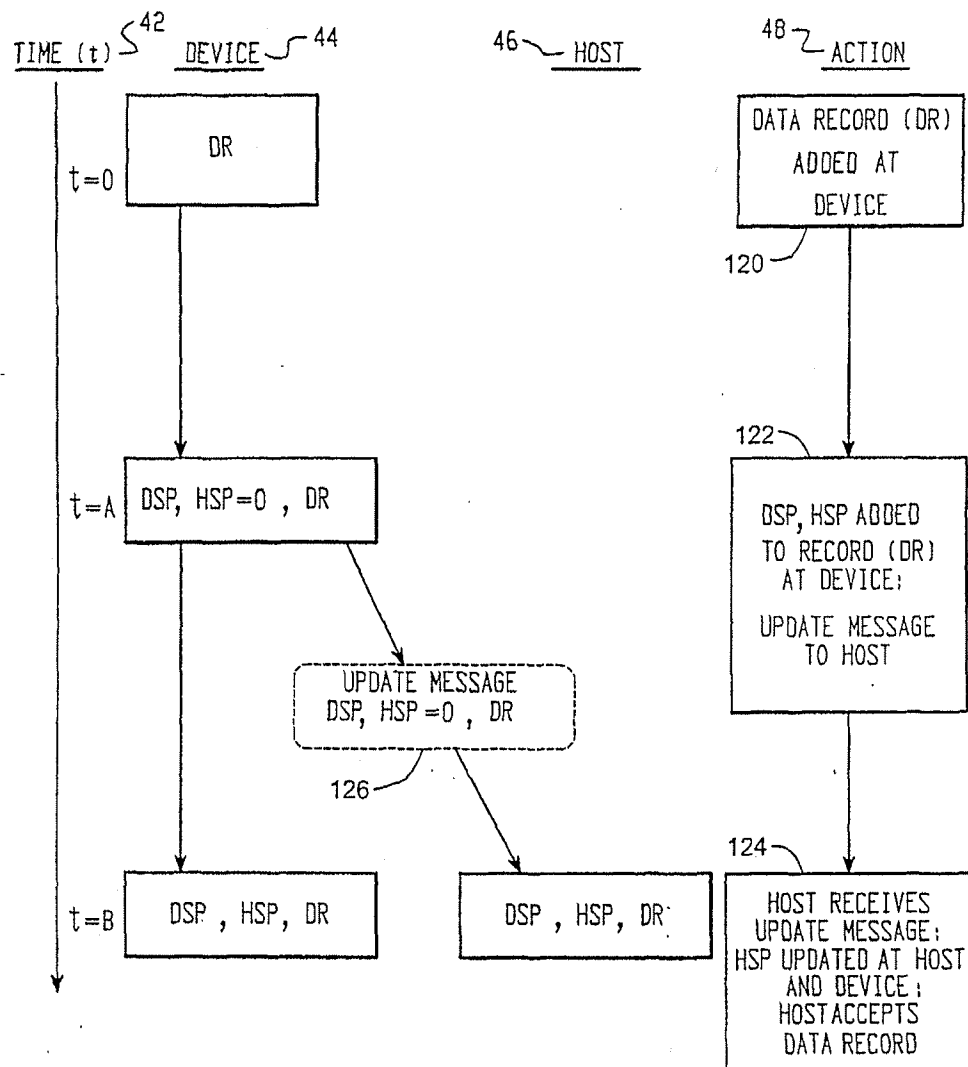 42
44
46
48
TIME (t)
DEVICE
HOST
ACTION
t=0
DR
DATA RECORD (DR)
ADDED AT
DEVICE
120
122
t=A
DSP, HSP=0 , DR
DSP, HSP ADDED
TO RECORD (DR)
AT DEVICE;
UPDATE MESSAGE
TO HOST
UPDATE MESSAGE
DSP, HSP=0 , DR
126
124
t=B
DSP , HSP, DR
DSP , HSP, DR
HOST RECEIVES
UPDATE MESSAGE;
HSP UPDATED AT HOST
AND DEVICE;
HOST ACCEPTS
DATA RECORD